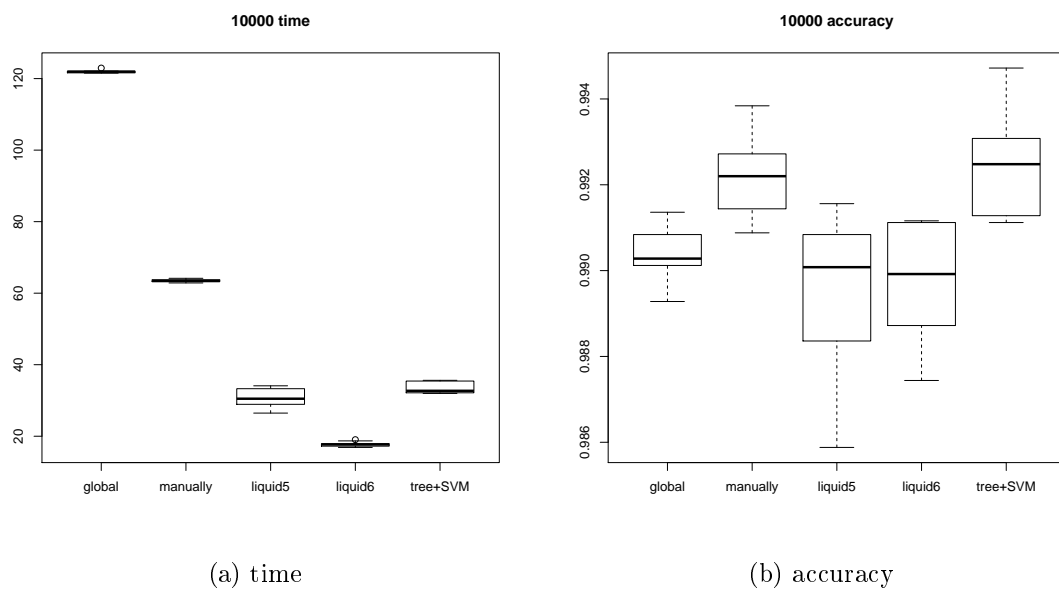 10000 time
120
100
80
60
40
20
global manually liquid5 liquid6 tree+SVM
(a) time
10000 accuracy
0.994
0.992
0.990
0.988
0.986
global manually liquid5 liquid6 tree+SVM
(b) accuracy